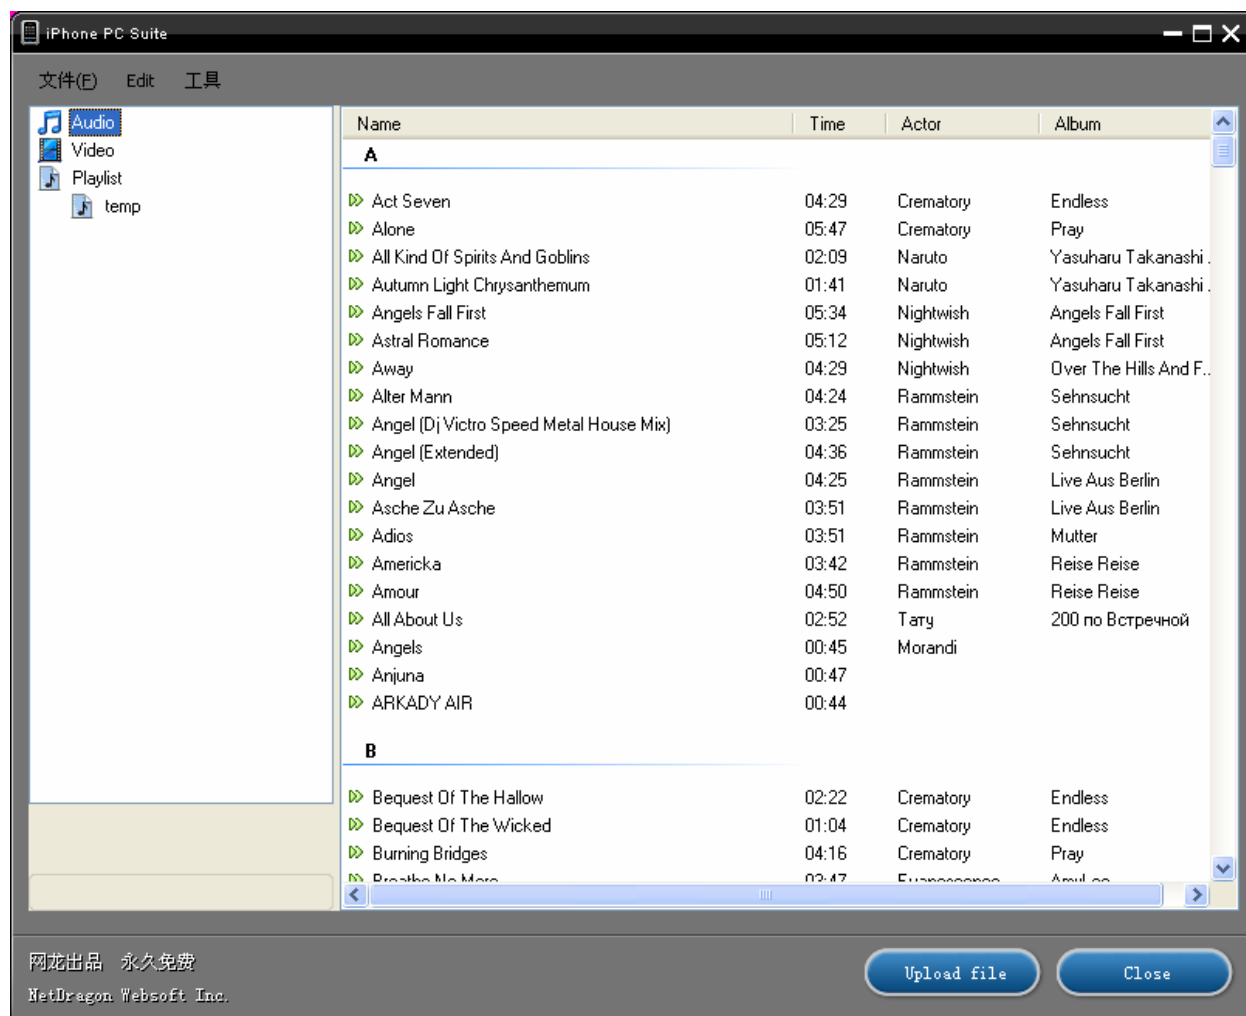 iPhone PC Suite
文件(F) Edit 工具
Audio
Video
Playlist
temp
Name Time Actor Album
A
Act Seven 04:29 Crematory Endless
Alone 05:47 Crematory Pray
All Kind Of Spirits And Goblins 02:09 Naruto Yasuharu Takanashi .
Autumn Light Chrysanthemum 01:41 Naruto Yasuharu Takanashi .
Angels Fall First 05:34 Nightwish Angels Fall First
Astral Romance 05:12 Nightwish Angels Fall First
Away 04:29 Nightwish Over The Hills And F..
Alter Mann 04:24 Rammstein Sehnsucht
Angel (Dj Victro Speed Metal House Mix) 03:25 Rammstein Sehnsucht
Angel (Extended) 04:36 Rammstein Sehnsucht
Angel 04:25 Rammstein Live Aus Berlin
Asche Zu Asche 03:51 Rammstein Live Aus Berlin
Adios 03:51 Rammstein Mutter
Americka 03:42 Rammstein Reise Reise
Amour 04:50 Rammstein Reise Reise
All About Us 02:52 Тату 200 по Встречной
Angels 00:45 Morandi
Anjuna 00:47
ARKADY AIR 00:44
B
Bequest Of The Hallow 02:22 Crematory Endless
Bequest Of The Wicked 01:04 Crematory Endless
Burning Bridges 04:16 Crematory Pray
Breathe No More 03:47 Evanescence AmyLee
网龙出品 永久免费
NetDragon Websoft Inc.
Upload file Close